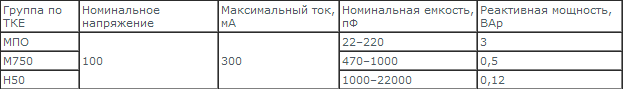 Группа по ТКЕ
Номинальное напряжение
Максимальный ток, мА
Номинальная емкость, пФ
Реактивная мощность, ВАр
МПО
100
300
22–220
3
М750
470–1000
0,5
Н50
1000–22000
0,12